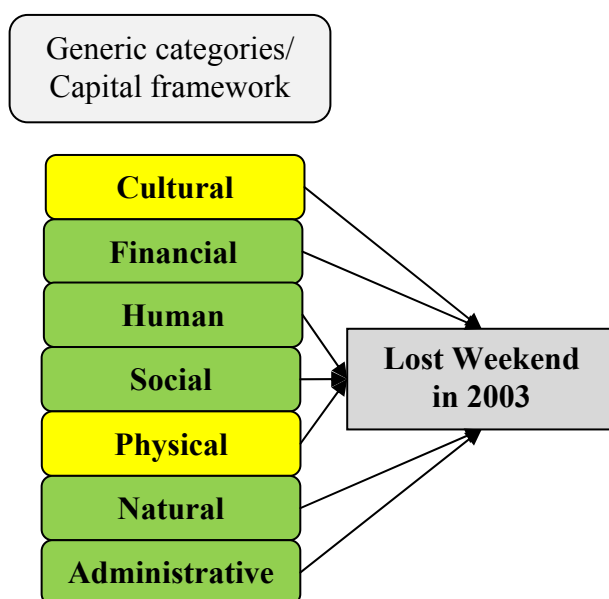 Generic categories/
Capital framework
Cultural
Financial
Human
Social
Physical
Natural
Administrative
Lost Weekend
in 2003